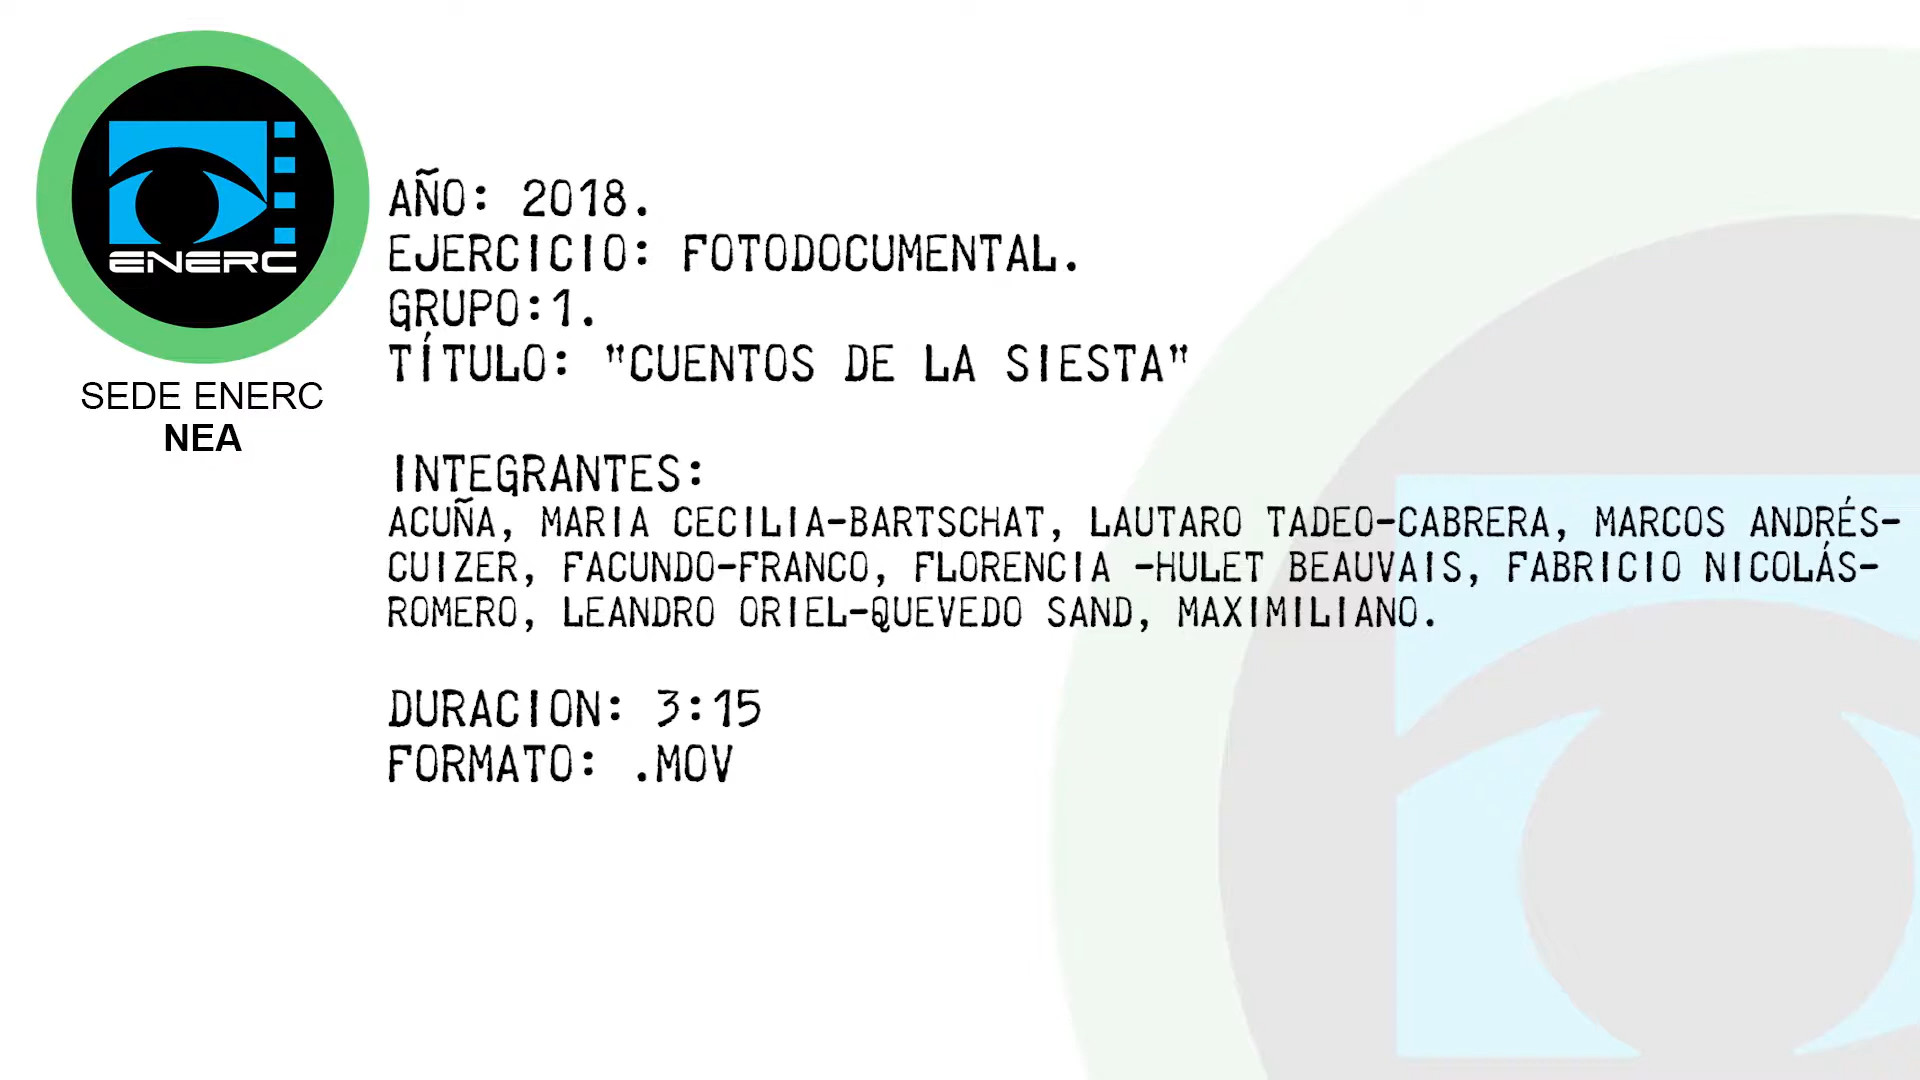 ENERC
SEDE ENERC
NEA
AÑO: 2018.
EJERCICIO: FOTODOCUMENTAL.
GRUPO:1.
TÍTULO: "CUENTOS DE LA SIESTA"
INTEGRANTES:
ACUÑA, MARIA CECILIA-BARTSCHAT, LAUTARO TADEO-CABRERA, MARCOS ANDRÉS-
CUIZER, FACUNDO-FRANCO, FLORENCIA -HULET BEAUVAIS, FABRICIO NICOLÁS-
ROMERO, LEANDRO ORIEL-QUEVEDO SAND, MAXIMILIANO.
DURACION: 3:15
FORMATO: .MOV